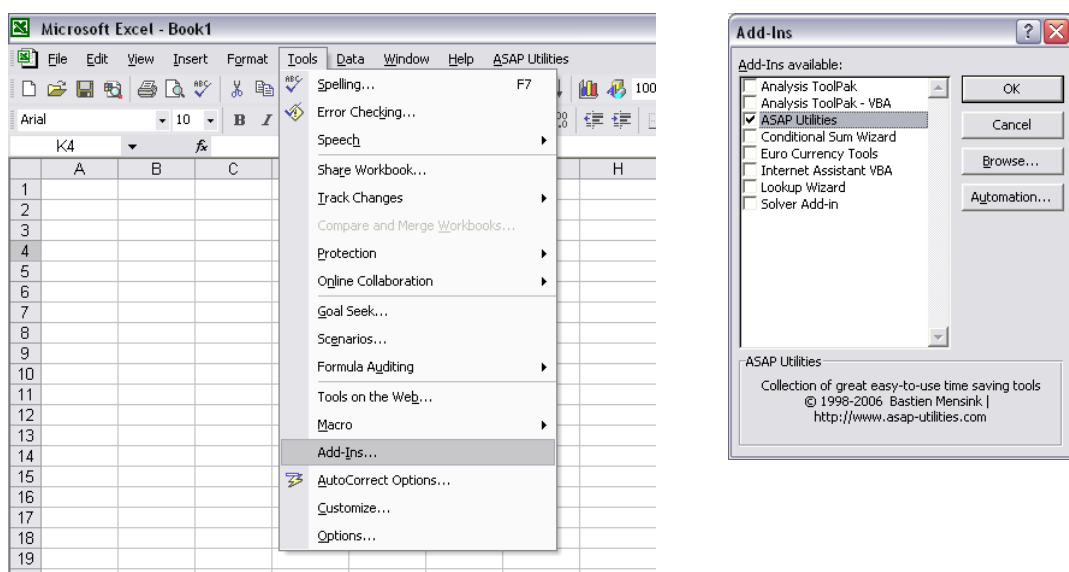 Microsoft Excel - Book1
File Edit View Insert Format Tools Data Window Help ASAP Utilities
100
Arial 10 B I
K4 fx
A B C H
1
2
3
4
5
6
7
8
9
10
11
12
13
14
15
16
17
18
19
Spelling... F7
Error Checking...
Speech
Share Workbook...
Track Changes
Compare and Merge Workbooks...
Protection
Online Collaboration
Goal Seek...
Scenarios...
Formula Auditing
Tools on the Web...
Macro
Add-Ins...
AutoCorrect Options...
Customize...
Options...
Add-Ins
Add-Ins available:
Analysis ToolPak
Analysis ToolPak - VBA
ASAP Utilities
Conditional Sum Wizard
Euro Currency Tools
Internet Assistant VBA
Lookup Wizard
Solver Add-in
OK
Cancel
Browse...
Automation...
ASAP Utilities
Collection of great easy-to-use time saving tools
© 1998-2006 Bastien Mensink |
http://www.asap-utilities.com